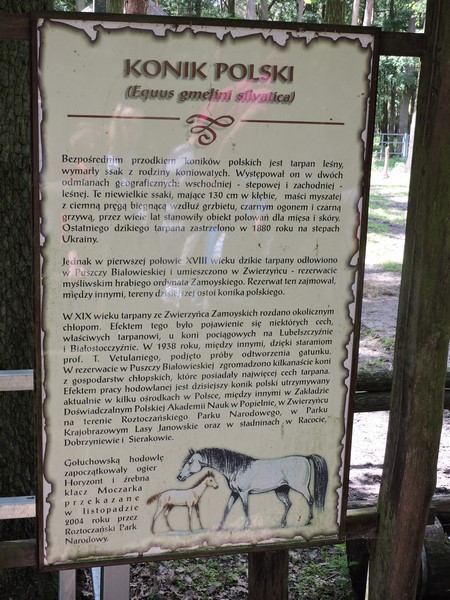 KONIK POLSKI
(Equus gmelini silvatica)
Bezpośrednim przodkiem koników polskich jest tarpan leśny,
wymarły ssak z rodziny koniowatych. Występował on w dwóch
odmianach geograficznych: wschodniej - stepowej i zachodniej -
leśnej. Te niewielkie ssaki, mające 130 cm w kłębie, maści myszatej
z ciemną pręgą biegnącą wzdłuż grzbietu, czarnym ogonem i czarną
grzywą, przez wiele lat stanowiły obiekt polowań dla mięsa i skóry.
Ostatniego dzikiego tarpana zastrzelono w 1880 roku na stepach
Ukrainy.
Jednak w pierwszej połowie XVIII wieku dzikie tarpany odłowiono
w Puszczy Białowieskiej i umieszczono w Zwierzyńcu - rezerwacie
myśliwskim hrabiego ordynata Zamoyskiego. Rezerwat ten zajmował,
między innymi, tereny dzisiejszej ostoi konika polskiego.
W XIX wieku tarpany ze Zwierzyńca Zamoyskich rozdano okolicznym
chłopom. Efektem tego było pojawienie się niektórych cech,
właściwych tarpanowi, u koni pociągowych na Lubelszczyźnie
i Białostocczyźnie. W 1938 roku, między innymi, dzięki staraniom
prof. T. Vetulaniego, podjęto próby odtworzenia gatunku.
W rezerwacie w Puszczy Białowieskiej zgromadzono kilkanaście koni
z gospodarstw chłopskich, które posiadały najwięcej cech tarpana.
Efektem pracy hodowlanej jest dzisiejszy konik polski utrzymywany
aktualnie w kilku ośrodkach w Polsce, między innymi w Zakładzie
Doświadczalnym Polskiej Akademii Nauk w Popielnie, w Zwierzyńcu
na terenie Roztoczańskiego Parku Narodowego, w Parku
Krajobrazowym Lasy Janowskie oraz w stadninach w Racocie,
Dobrzyniewie i Sierakowie.
Gołuchowską hodowlę
zapoczątkowały ogier
Horyzont i źrebna
klacz Moczarka
przekazane
w listopadzie
2004 roku przez
Roztoczański Park
Narodowy.